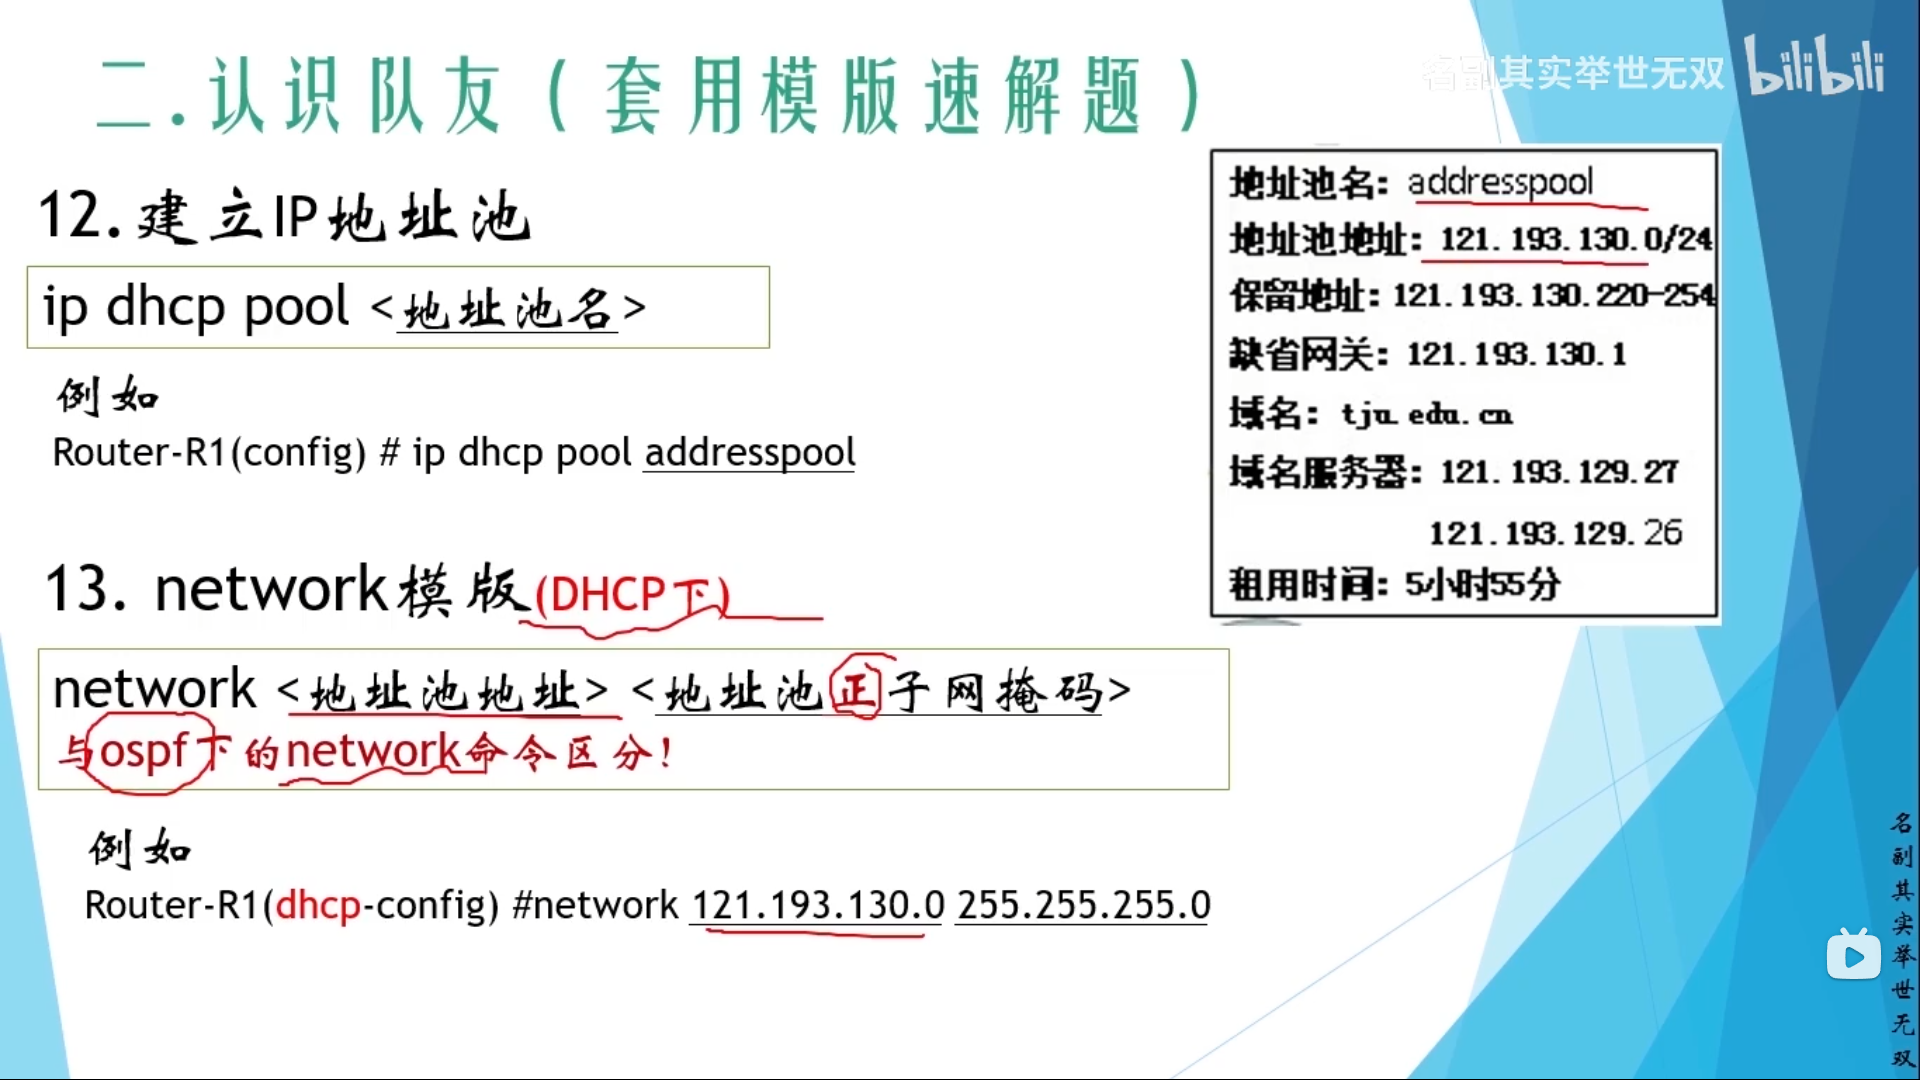 二.认识队友（套用模版速解题）
名副其实举世无双 bilibili
12.建立IP地址池
ip dhcp pool <地址池名>
例如
Router-R1(config) # ip dhcp pool addresspool
地址池名：addresspool
地址池地址：121.193.130.0/24
保留地址：121.193.130.220-254
缺省网关：121.193.130.1
域名：tju.edu.cn
域名服务器：121.193.129.27
121.193.129.26
租用时间：5小时55分
13. network模版(DHCP下)
network <地址池地址> <地址池正子网掩码>
与ospf下的network命令区分！
例如
Router-R1(dhcp-config) #network 121.193.130.0 255.255.255.0
名副其实举世无双